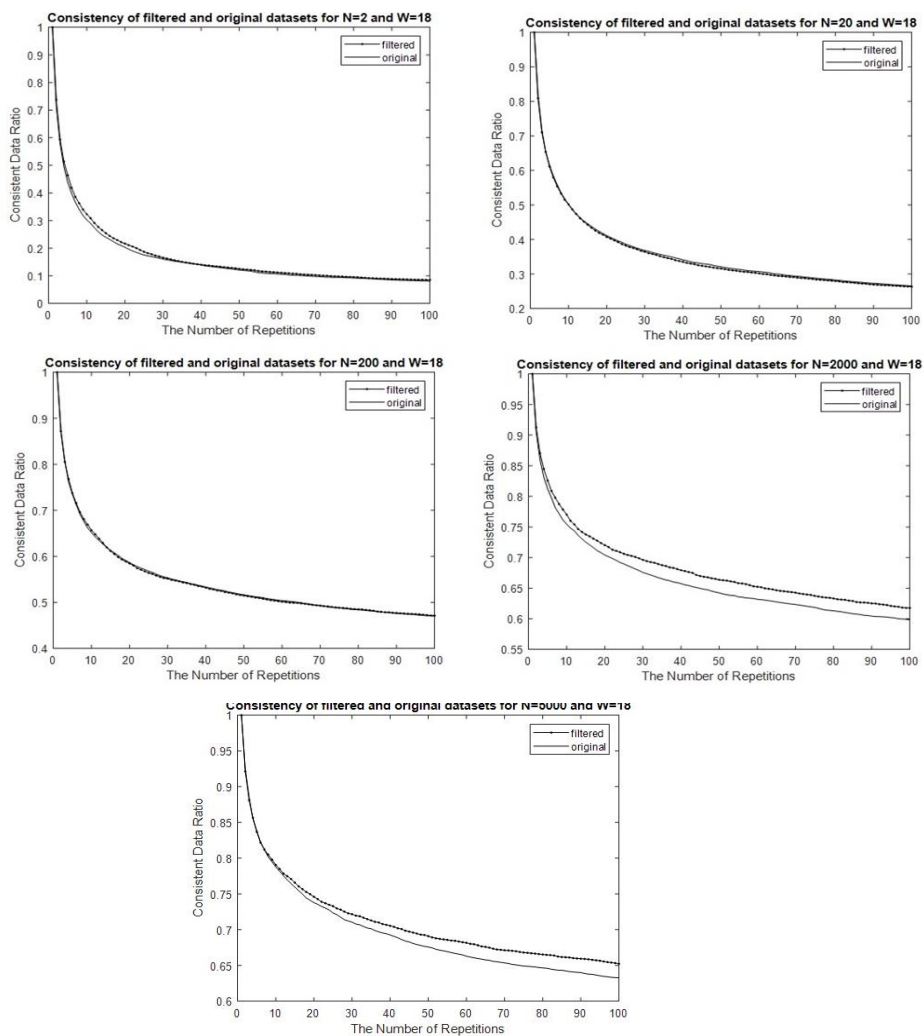 Consistency of filtered and original datasets for N=2 and W=18
filtered
original
1
0.9
0.8
0.7
0.6
0.5
0.4
0.3
0.2
0.1
0
Consistent Data Ratio
0 10 20 30 40 50 60 70 80 90 100
The Number of Repetitions
Consistency of filtered and original datasets for N=20 and W=18
filtered
original
1
0.9
0.8
0.7
0.6
0.5
0.4
0.3
0.2
Consistent Data Ratio
0 10 20 30 40 50 60 70 80 90 100
The Number of Repetitions
Consistency of filtered and original datasets for N=200 and W=18
filtered
original
1
0.9
0.8
0.7
0.6
0.5
0.4
Consistent Data Ratio
0 10 20 30 40 50 60 70 80 90 100
The Number of Repetitions
Consistency of filtered and original datasets for N=2000 and W=18
filtered
original
1
0.95
0.9
0.85
0.8
0.75
0.7
0.65
0.6
0.55
Consistent Data Ratio
0 10 20 30 40 50 60 70 80 90 100
The Number of Repetitions
Consistency of filtered and original datasets for N=5000 and W=18
filtered
original
1
0.95
0.9
0.85
0.8
0.75
0.7
0.65
0.6
Consistent Data Ratio
0 10 20 30 40 50 60 70 80 90 100
The Number of Repetitions